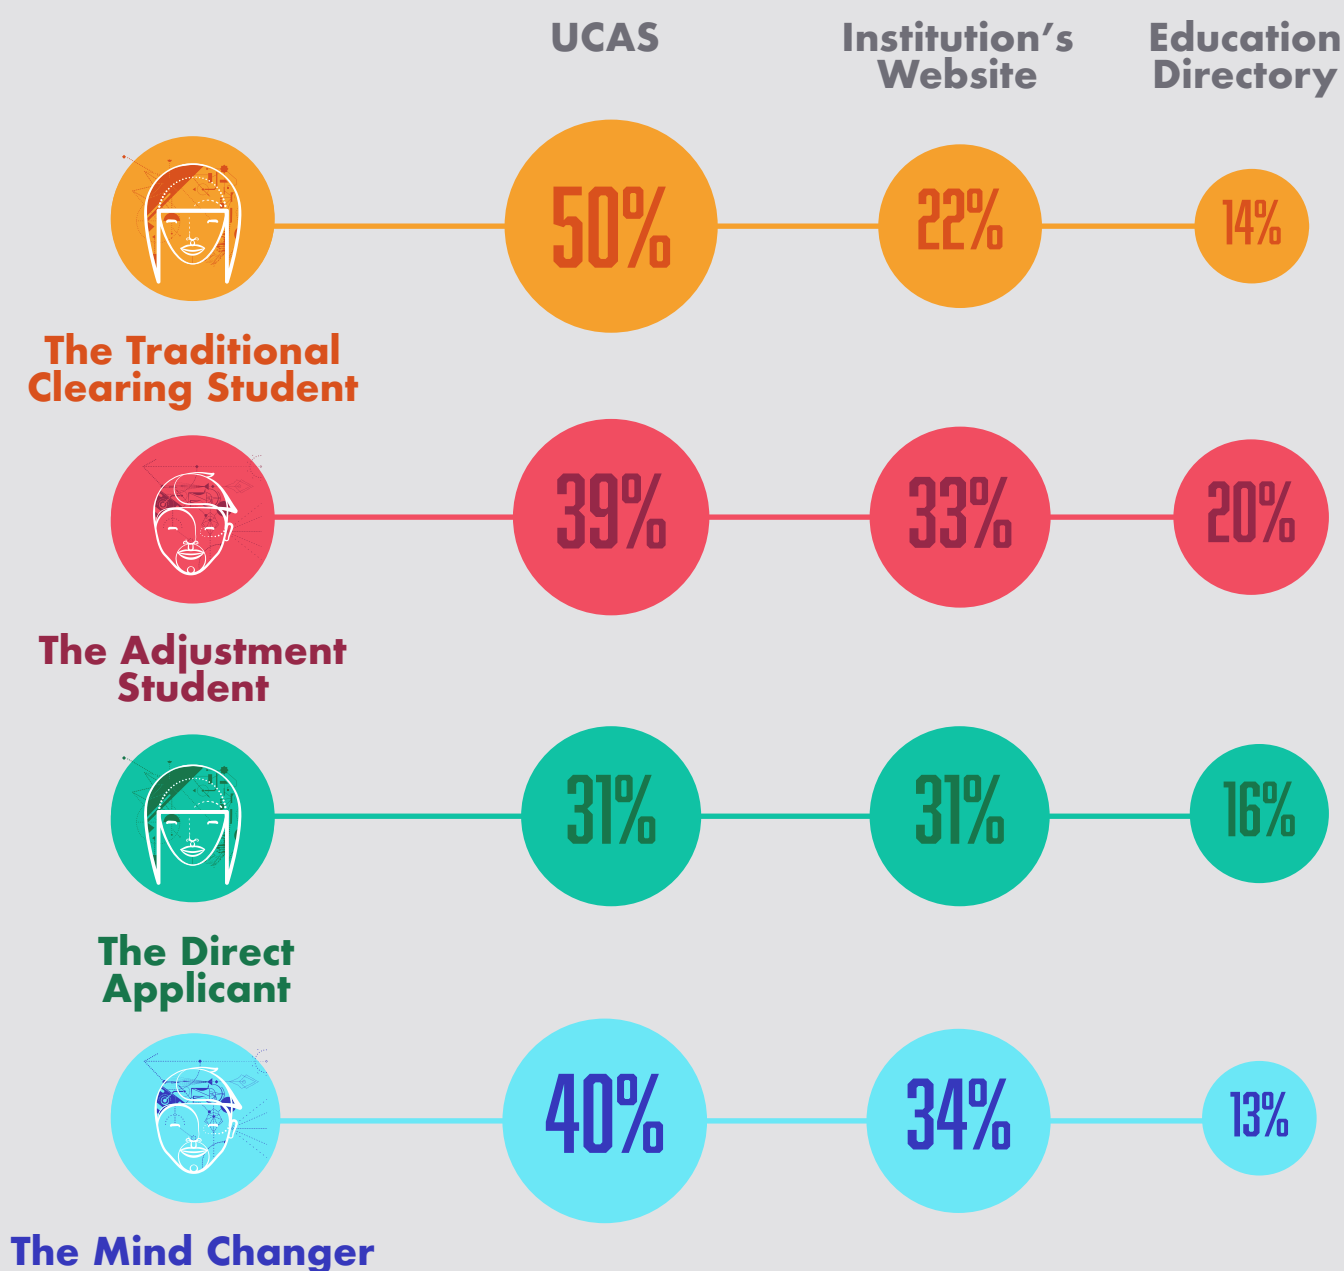 UCAS
Institution's
Website
Education
Directory
50%
22%
14%
The Traditional
Clearing Student
39%
33%
20%
The Adjustment
Student
31%
31%
16%
The Direct
Applicant
40%
34%
13%
The Mind Changer